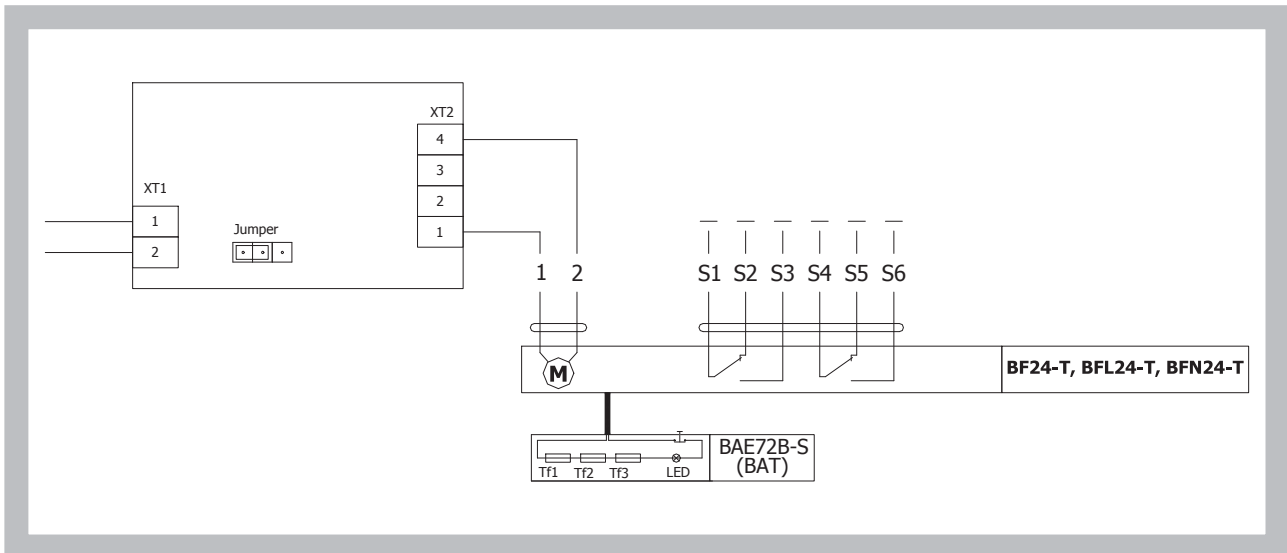 XT2
4
3
2
1
XT1
1
2
Jumper
1 2 S1 S2 S3 S4 S5 S6
M
BF24-T, BFL24-T, BFN24-T
Tf1 Tf2 Tf3 LED
BAE72B-S
(BAT)